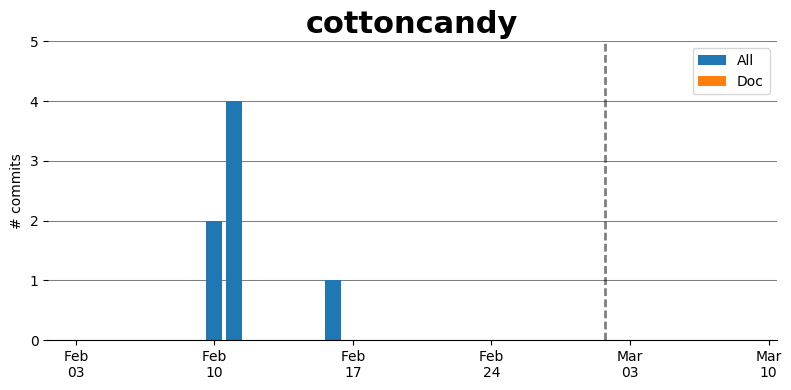 cottoncandy
5
4
3
2
1
0
# commits
All
Doc
Feb
03
Feb
10
Feb
17
Feb
24
Mar
03
Mar
10